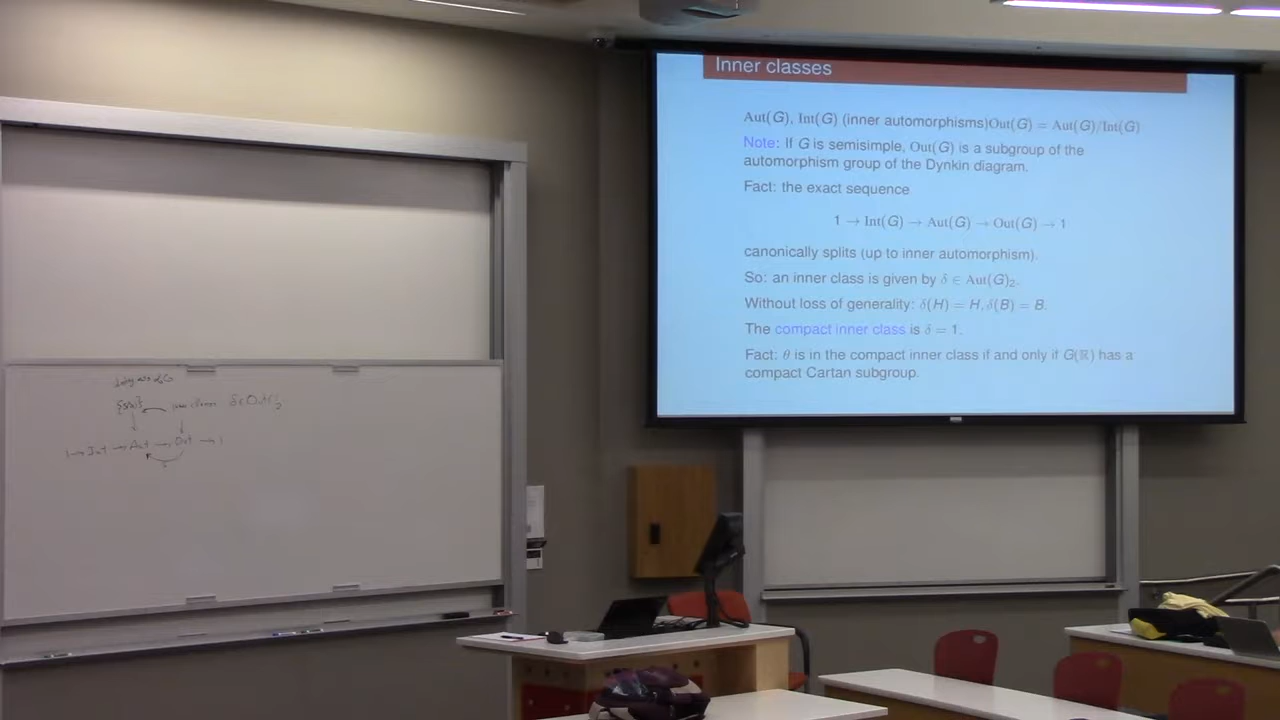 Inner classes
Aut(G), Int(G) (inner automorphisms)Out(G) = Aut(G)/Int(G)
Note: If G is semisimple, Out(G) is a subgroup of the
automorphism group of the Dynkin diagram.
Fact: the exact sequence
1 → Int(G) → Aut(G) → Out(G) → 1
canonically splits (up to inner automorphism).
So: an inner class is given by δ ∈ Aut(G)₂.
Without loss of generality: δ(H) = H, δ(B) = B.
The compact inner class is δ = 1.
Fact: θ is in the compact inner class if and only if G(ℝ) has a
compact Cartan subgroup.
inner classes δ ∈ Out( )₂
1 → Int → Aut → Out → 1